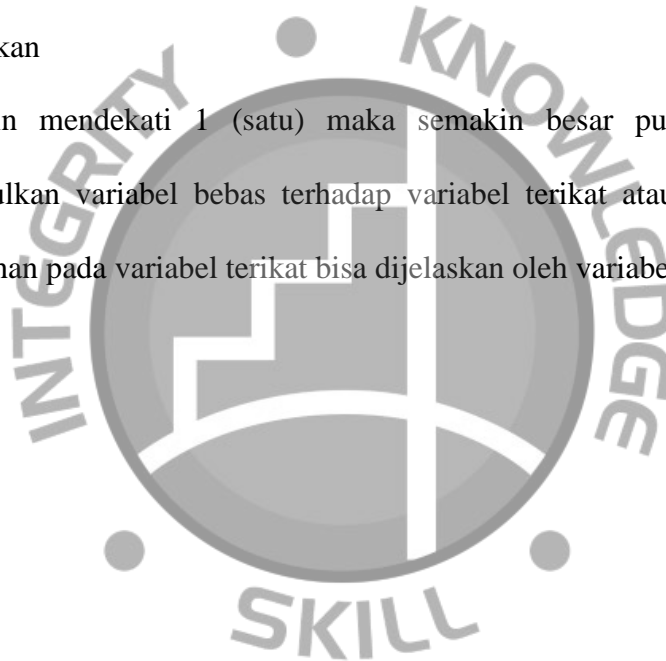 kan
n mendekati 1 (satu) maka semakin besar pu
ulkan variabel bebas terhadap variabel terikat atau
nan pada variabel terikat bisa dijelaskan oleh variabe
INTEGRITY
KNOWLEDGE
SKILL